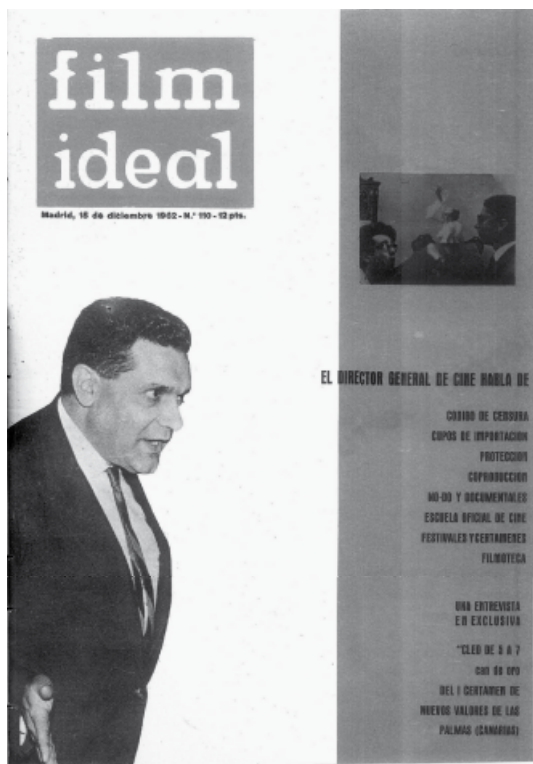 film
ideal
Madrid, 15 de diciembre 1962 - N.º 110 - 12 pts.
EL DIRECTOR GENERAL DE CINE HABLA DE
CODIGO DE CENSURA
CUPOS DE IMPORTACION
PROTECCION
COPRODUCCION
NO-DO Y DOCUMENTALES
ESCUELA OFICIAL DE CINE
FESTIVALES Y CERTAMENES
FILMOTECA
UNA ENTREVISTA
EN EXCLUSIVA
"CLEO DE 5 A 7
can de oro
DEL I CERTAMEN DE
NUEVOS VALORES DE LAS
PALMAS (CANARIAS)